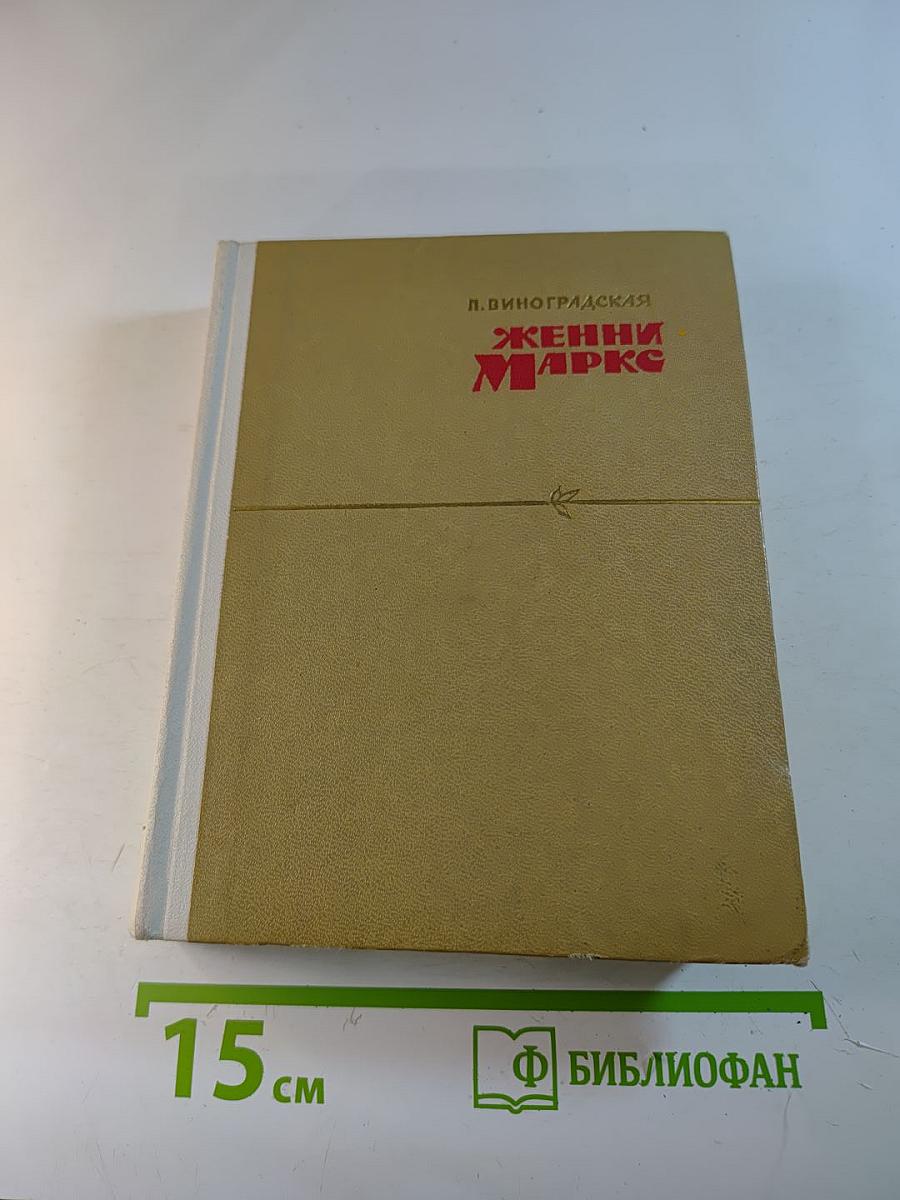 П. ВИНОГРАДСКАЯ
ЖЕННИ
МАРКС
15 см
Ф БИБЛИОФАН